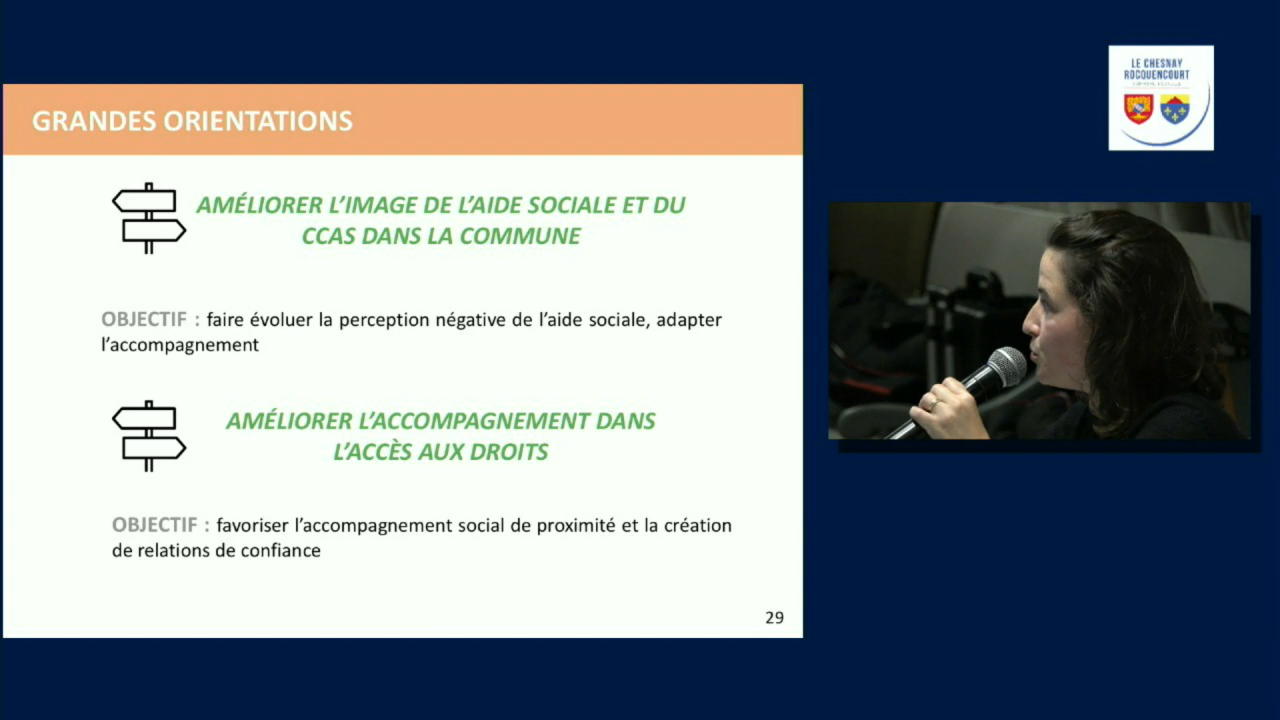 GRANDES ORIENTATIONS
AMÉLIORER L’IMAGE DE L’AIDE SOCIALE ET DU
CCAS DANS LA COMMUNE
OBJECTIF : faire évoluer la perception négative de l’aide sociale, adapter
l’accompagnement
AMÉLIORER L’ACCOMPAGNEMENT DANS
L’ACCÈS AUX DROITS
OBJECTIF : favoriser l’accompagnement social de proximité et la création
de relations de confiance
29
LE CHESNAY
ROCQUENCOURT